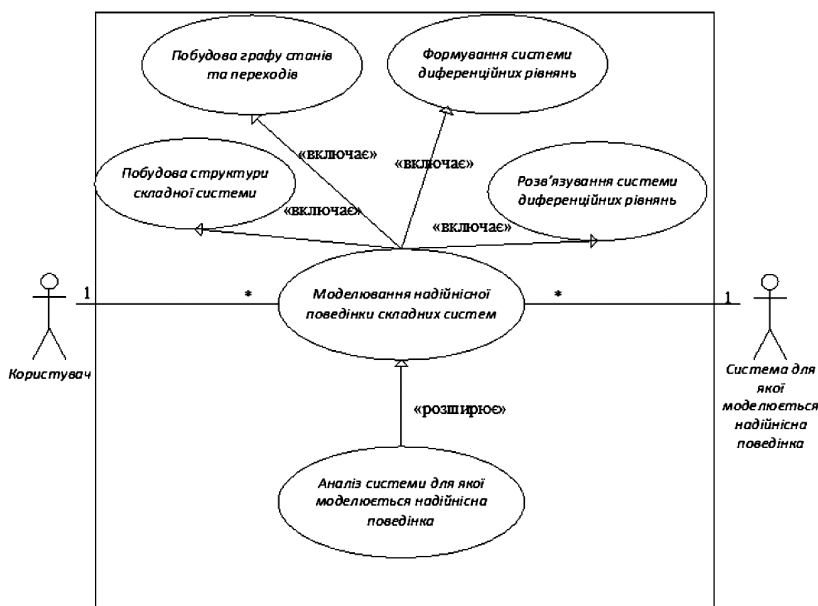 Побудова графу станів
та переходів
Формування системи
диференційних рівнянь
«включає»
«включає»
Побудова структури
складної системи
Розв'язування системи
диференційних рівнянь
«включає»
«включає»
1
*
Моделювання надійнісної
поведінки складних систем
*
1
Користувач
Система для
якої
моделюється
надійнісна
поведінка
«розширює»
Аналіз системи для якої
моделюється надійнісна
поведінка